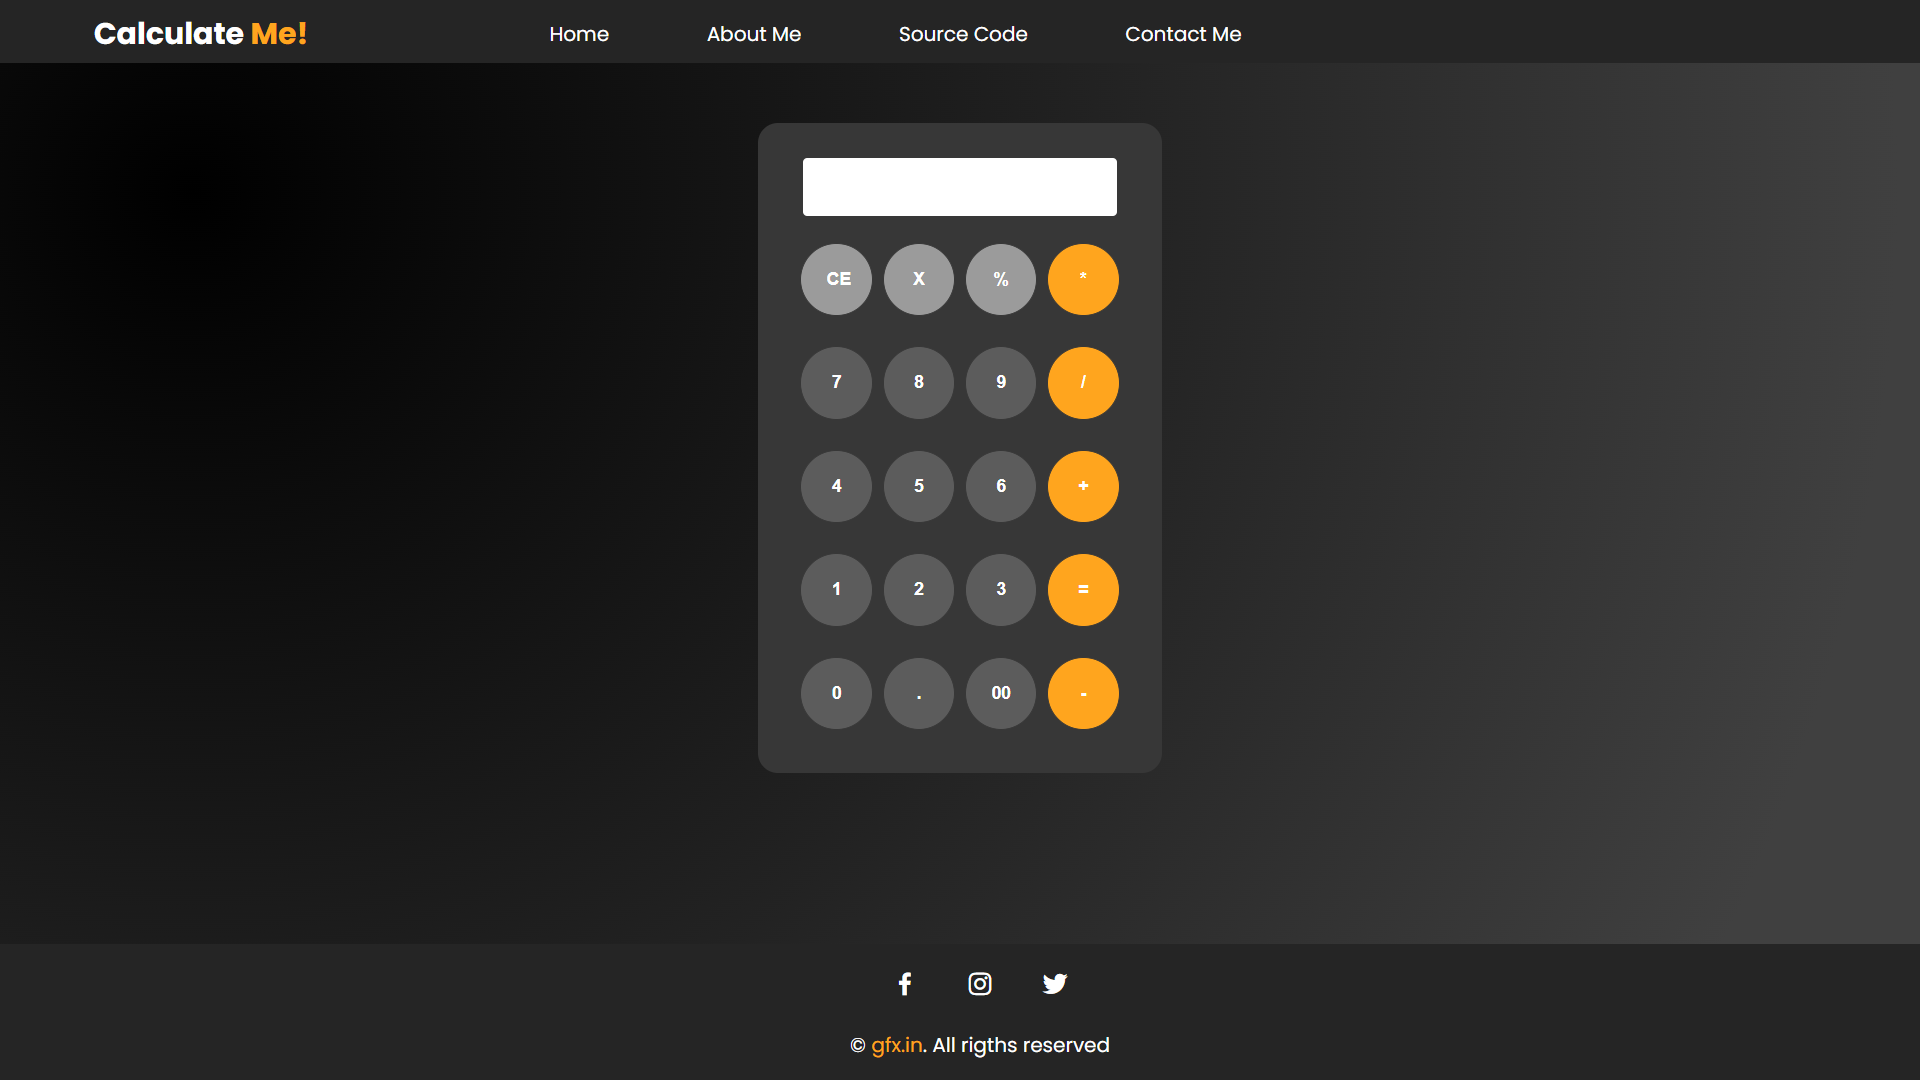 Calculate Me!
Home About Me Source Code Contact Me
CE X % *
7 8 9 /
4 5 6 +
1 2 3 =
0 . 00 -
© gfx.in. All rigths reserved